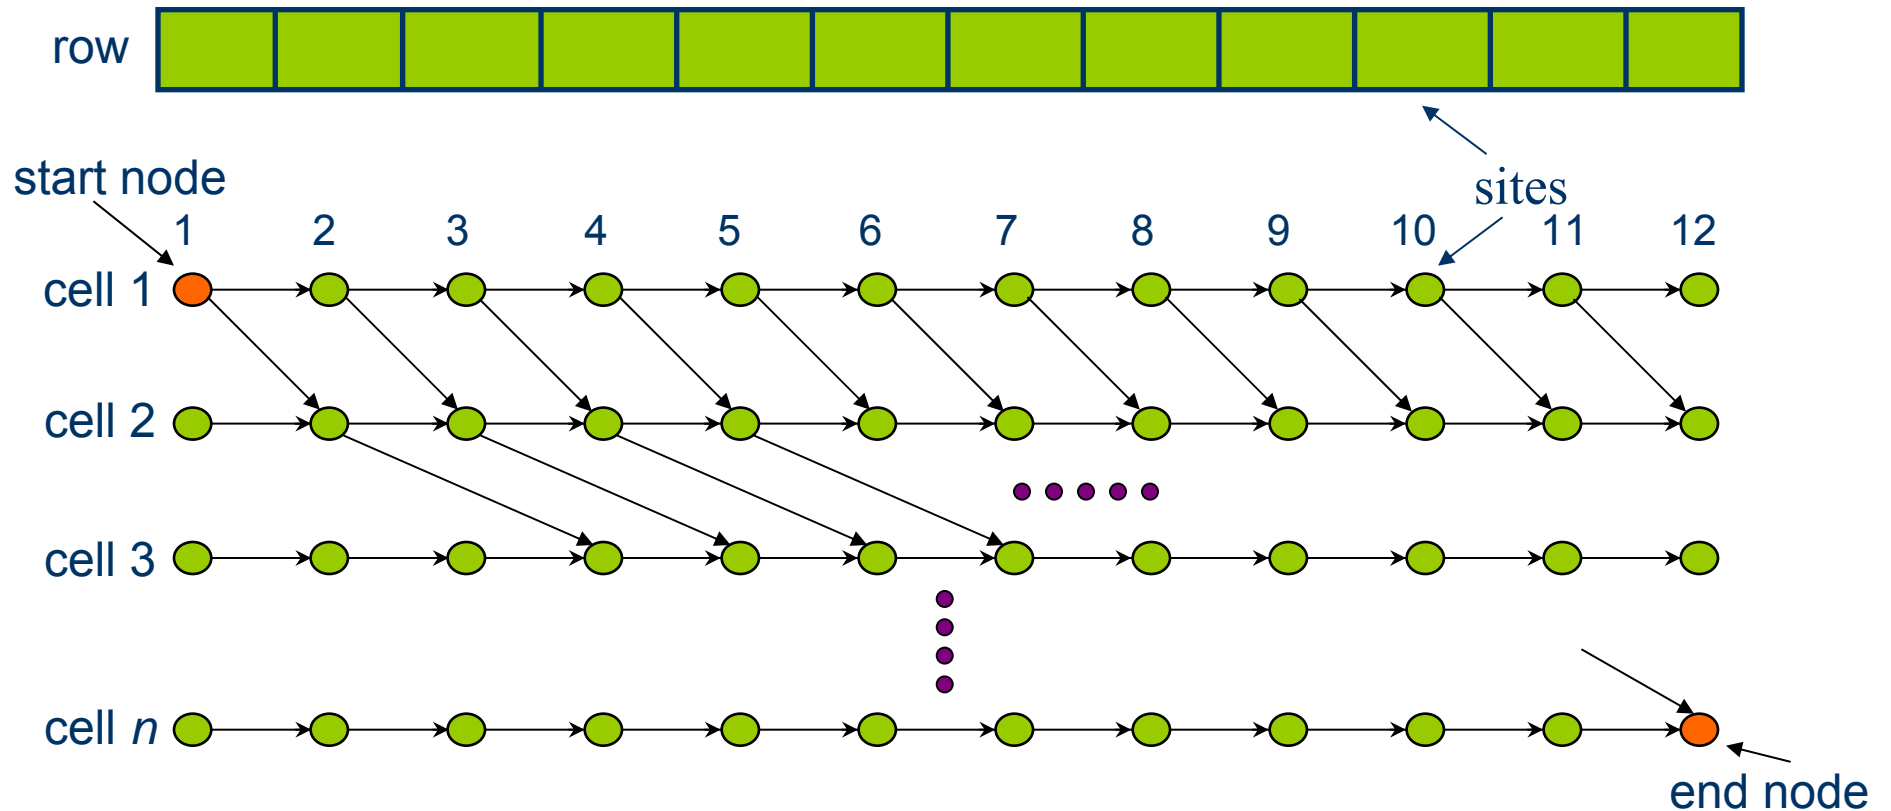 row
start node
sites
1 2 3 4 5 6 7 8 9 10 11 12
cell 1
cell 2
cell 3
cell n
end node